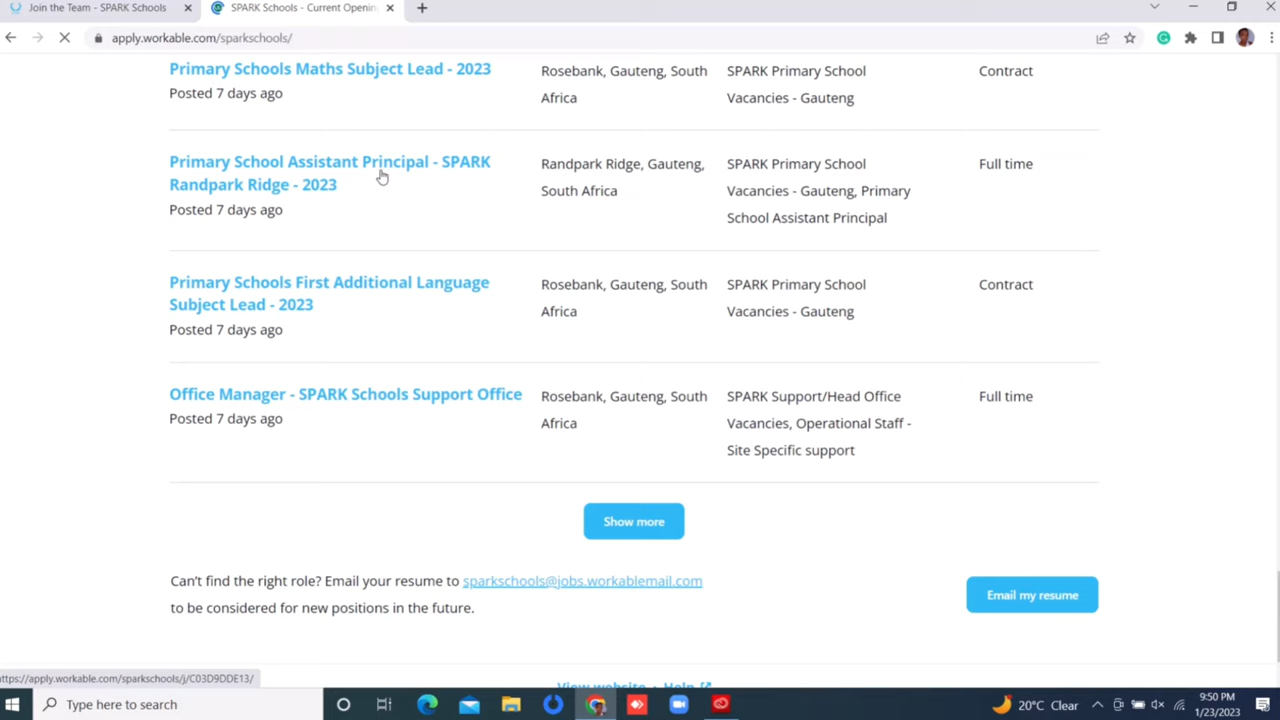 Join the Team - SPARK Schools
SPARK Schools - Current Opening
apply.workable.com/sparkschools/
Primary Schools Maths Subject Lead - 2023
Posted 7 days ago
Rosebank, Gauteng, South
Africa
SPARK Primary School
Vacancies - Gauteng
Contract
Primary School Assistant Principal - SPARK
Randpark Ridge - 2023
Posted 7 days ago
Randpark Ridge, Gauteng,
South Africa
SPARK Primary School
Vacancies - Gauteng, Primary
School Assistant Principal
Full time
Primary Schools First Additional Language
Subject Lead - 2023
Posted 7 days ago
Rosebank, Gauteng, South
Africa
SPARK Primary School
Vacancies - Gauteng
Contract
Office Manager - SPARK Schools Support Office
Posted 7 days ago
Rosebank, Gauteng, South
Africa
SPARK Support/Head Office
Vacancies, Operational Staff -
Site Specific support
Full time
Show more
Can't find the right role? Email your resume to sparkschools@jobs.workablemail.com
to be considered for new positions in the future.
Email my resume
View website · Help
https://apply.workable.com/sparkschools/j/C03D9DDE13/
Type here to search
20°C Clear
9:50 PM
1/23/2023